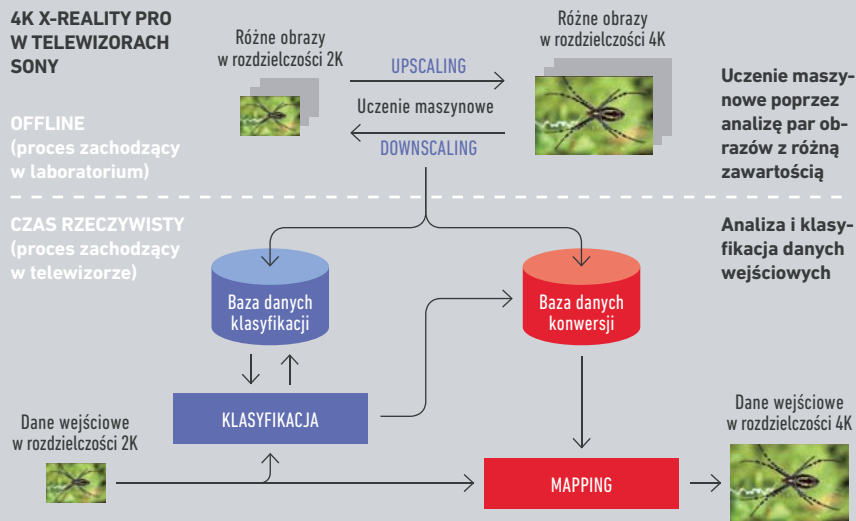 4K X-REALITY PRO
W TELEWIZORACH
SONY
OFFLINE
(proces zachodzący
w laboratorium)
Różne obrazy
w rozdzielczości 2K
UPSCALING
Uczenie maszynowe
DOWNSCALING
Różne obrazy
w rozdzielczości 4K
Uczenie maszy-
nowe poprzez
analizę par ob-
razów z różną
zawartością
CZAS RZECZYWISTY
(proces zachodzący
w telewizorze)
Baza danych
klasyfikacji
Baza danych
konwersji
Analiza i klasy-
fikacja danych
wejściowych
KLASYFIKACJA
Dane wejściowe
w rozdzielczości 2K
MAPPING
Dane wejściowe
w rozdzielczości 4K